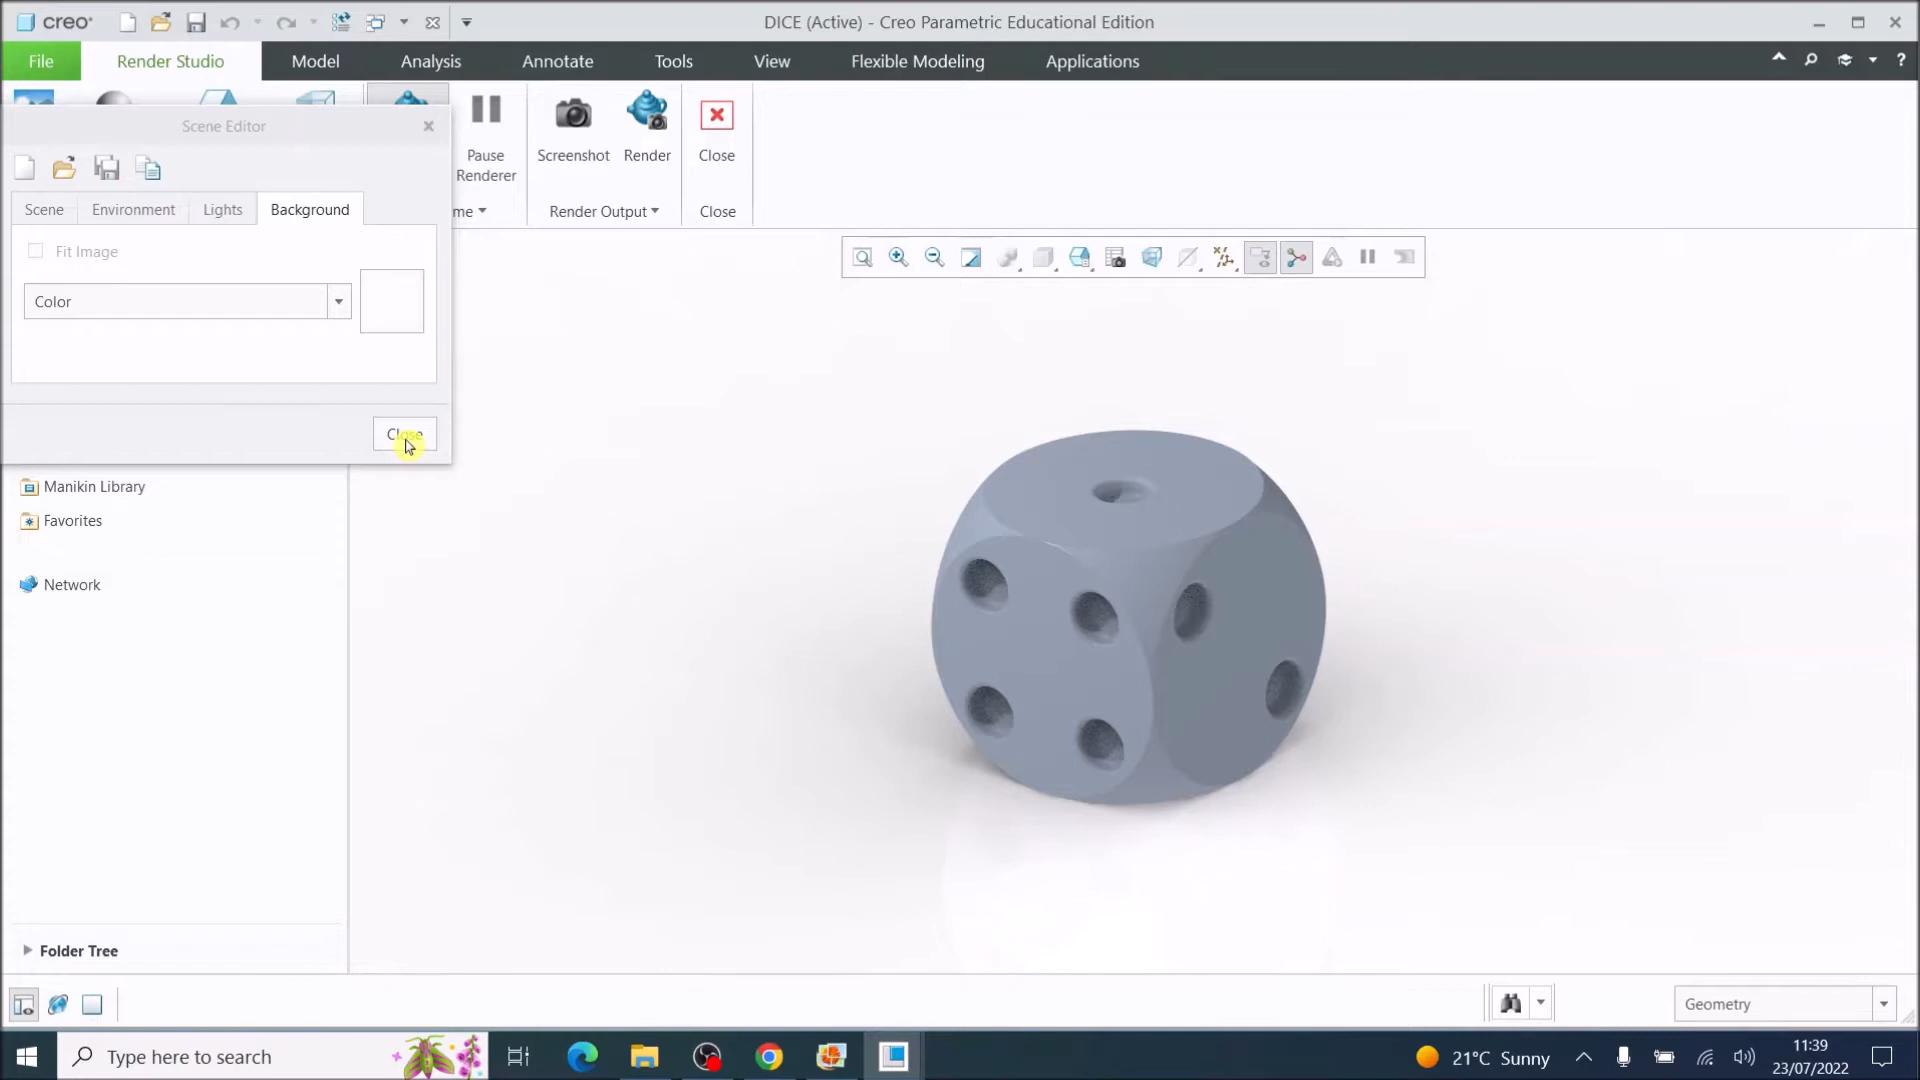 creo®
DICE (Active) - Creo Parametric Educational Edition
File
Render Studio
Model
Analysis
Annotate
Tools
View
Flexible Modeling
Applications
?
Scene Editor
Pause
Renderer
Screenshot
Render
Close
me
Render Output
Close
Scene
Environment
Lights
Background
Fit Image
Color
Close
Manikin Library
Favorites
Network
Folder Tree
Geometry
Type here to search
21°C Sunny
11:39
23/07/2022